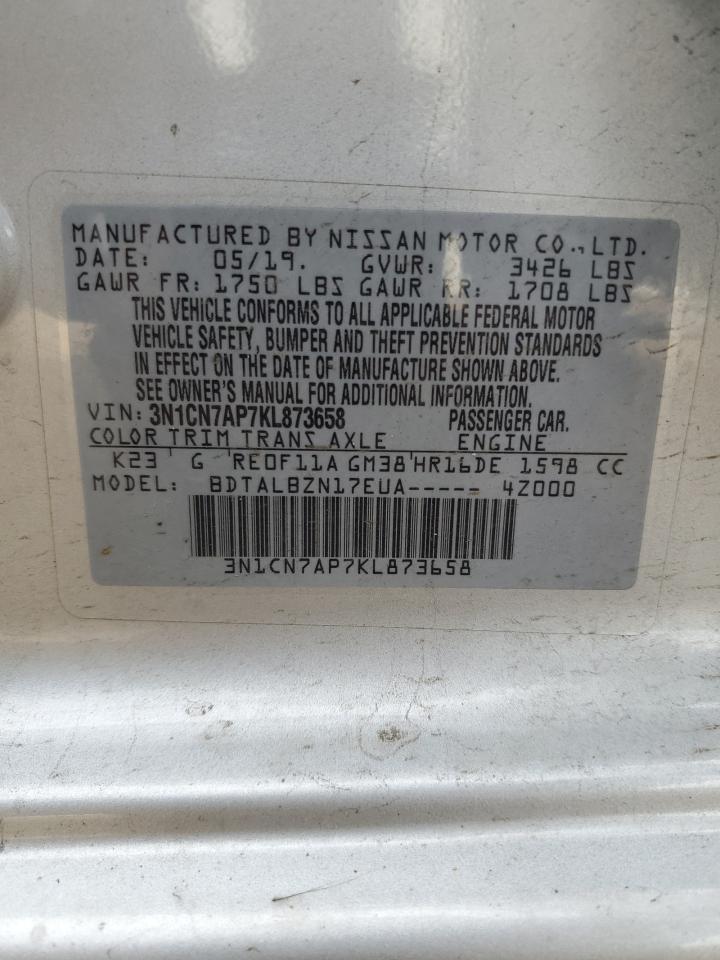 MANUFACTURED BY NISSAN MOTOR CO.,LTD.
DATE: 05/19. GVWR: 3426 LBS
GAWR FR: 1750 LBS GAWR RR: 1708 LBS
THIS VEHICLE CONFORMS TO ALL APPLICABLE FEDERAL MOTOR
VEHICLE SAFETY, BUMPER AND THEFT PREVENTION STANDARDS
IN EFFECT ON THE DATE OF MANUFACTURE SHOWN ABOVE.
SEE OWNER'S MANUAL FOR ADDITIONAL INFORMATION.
VIN: 3N1CN7AP7KL873658 PASSENGER CAR.
COLOR TRIM TRANS AXLE ENGINE
K23 G RE0F11A GM38 HR16DE 1598 CC
MODEL: BDTALBZN17EUA----- 4Z000
3N1CN7AP7KL873658